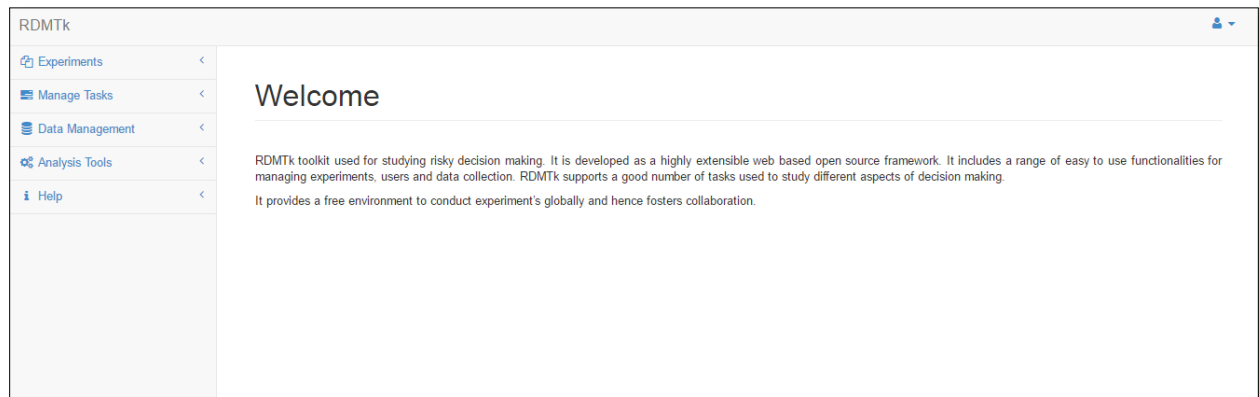 RDMTk
Experiments
Manage Tasks
Data Management
Analysis Tools
Help
Welcome
RDMTk toolkit used for studying risky decision making. It is developed as a highly extensible web based open source framework. It includes a range of easy to use functionalities for
managing experiments, users and data collection. RDMTk supports a good number of tasks used to study different aspects of decision making.
It provides a free environment to conduct experiment's globally and hence fosters collaboration.